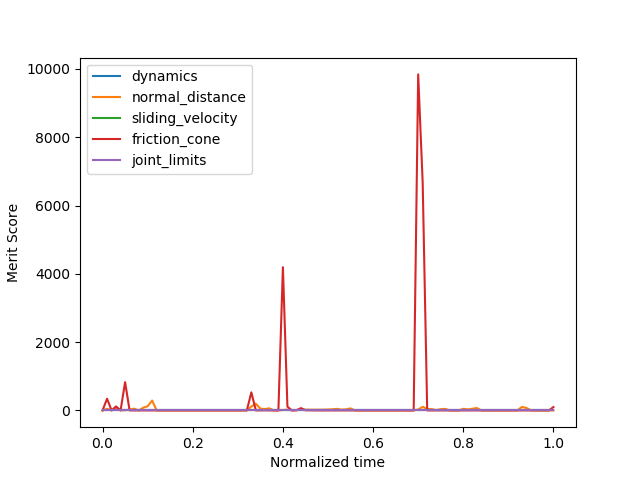 dynamics
normal_distance
sliding_velocity
friction_cone
joint_limits
10000
8000
6000
4000
2000
0
Merit Score
0.0 0.2 0.4 0.6 0.8 1.0
Normalized time